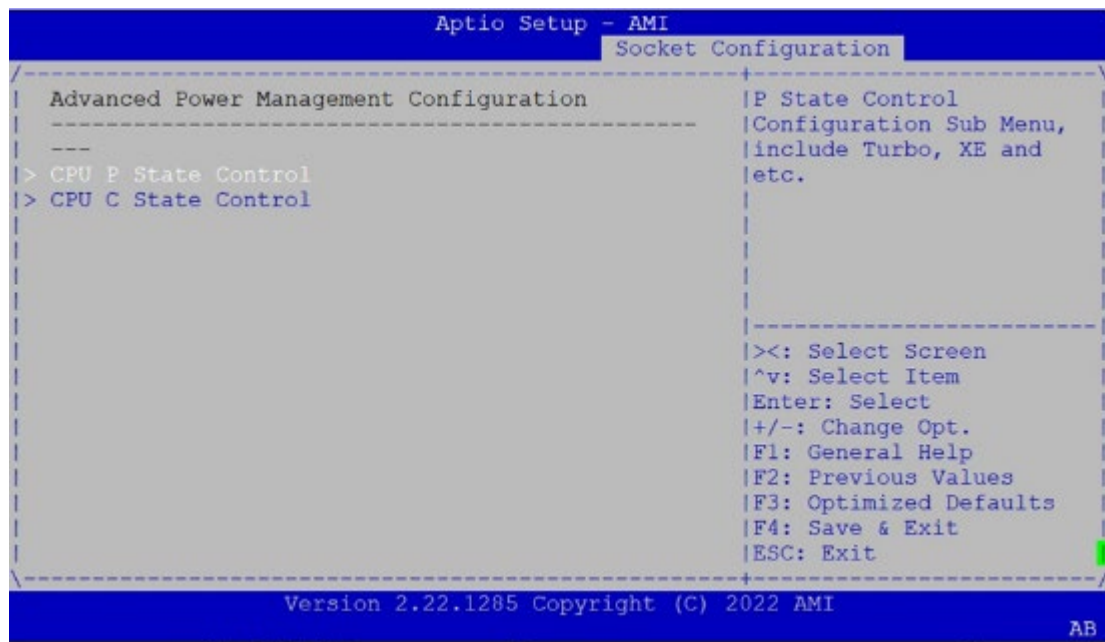 Aptio Setup - AMI
Socket Configuration
Advanced Power Management Configuration
> CPU P State Control
> CPU C State Control
P State Control
Configuration Sub Menu,
include Turbo, XE and
etc.
><: Select Screen
^v: Select Item
Enter: Select
+/-: Change Opt.
F1: General Help
F2: Previous Values
F3: Optimized Defaults
F4: Save & Exit
ESC: Exit
Version 2.22.1285 Copyright (C) 2022 AMI
AB